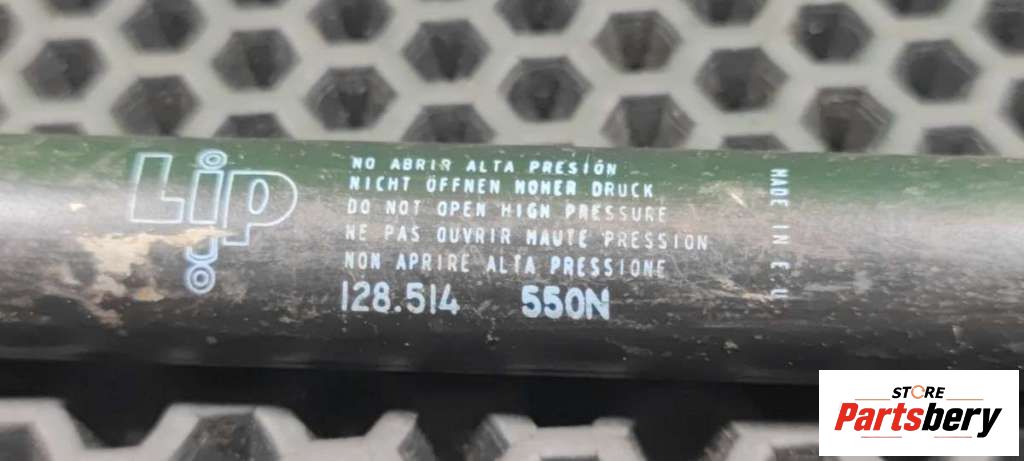 Lip
NO ABRIR ALTA PRESIÓN
NICHT ÖFFNEN HOHER DRUCK
DO NOT OPEN HIGH PRESSURE
NE PAS OUVRIR HAUTE PRESSION
NON APRIRE ALTA PRESSIONE
128.514 550N
MADE IN E.U.
STORE
Partsbery